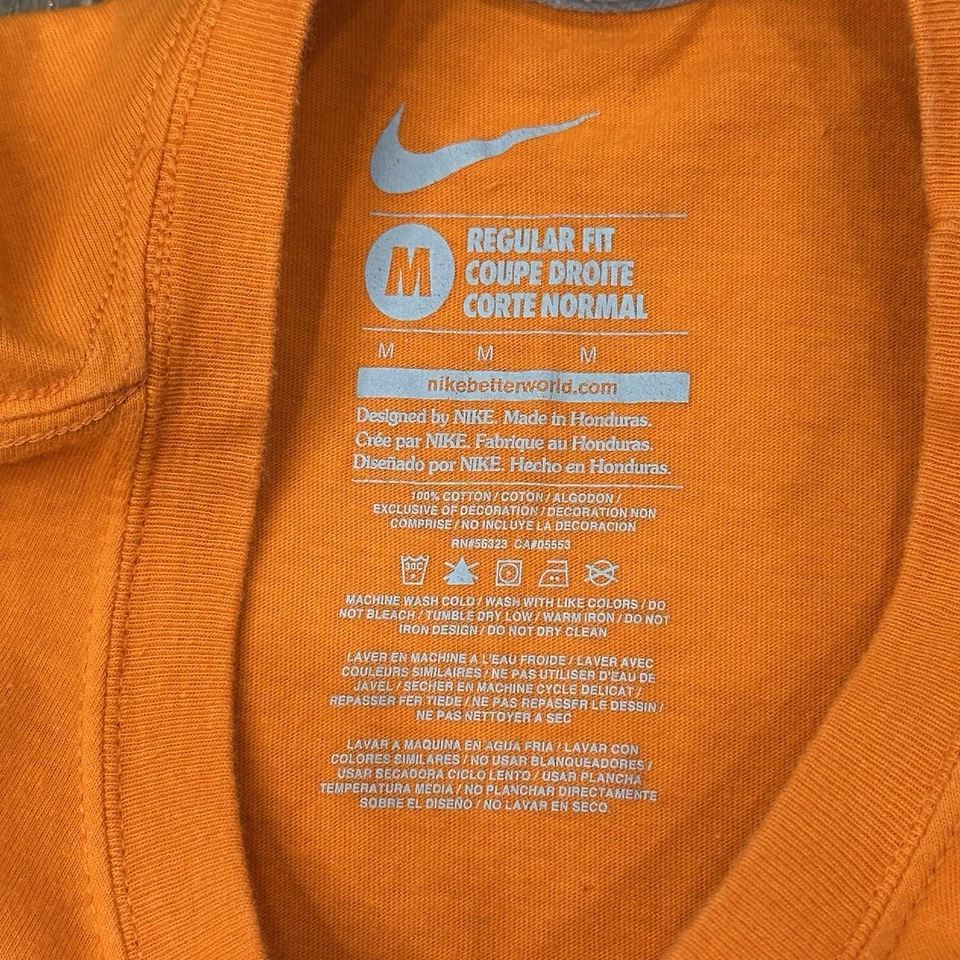 M
REGULAR FIT
COUPE DROITE
CORTE NORMAL
M M M
nikebetterworld.com
Designed by NIKE. Made in Honduras.
Crée par NIKE. Fabrique au Honduras.
Diseñado por NIKE. Hecho en Honduras.
100% COTTON / COTON / ALGODON /
EXCLUSIVE OF DECORATION / DECORATION NON
COMPRISE / NO INCLUYE LA DECORACION
RN#56323 CA#05553
30C
MACHINE WASH COLD / WASH WITH LIKE COLORS / DO
NOT BLEACH / TUMBLE DRY LOW / WARM IRON / DO NOT
IRON DESIGN / DO NOT DRY CLEAN
LAVER EN MACHINE A L'EAU FROIDE / LAVER AVEC
COULEURS SIMILAIRES / NE PAS UTILISER D'EAU DE
JAVEL / SECHER EN MACHINE CYCLE DELICAT /
REPASSER FER TIEDE / NE PAS REPASSER LE DESSIN /
NE PAS NETTOYER A SEC
LAVAR A MAQUINA EN AGUA FRIA / LAVAR CON
COLORES SIMILARES / NO USAR BLANQUEADORES /
USAR SECADORA CICLO LENTO / USAR PLANCHA
TEMPERATURA MEDIA / NO PLANCHAR DIRECTAMENTE
SOBRE EL DISEÑO / NO LAVAR EN SECO